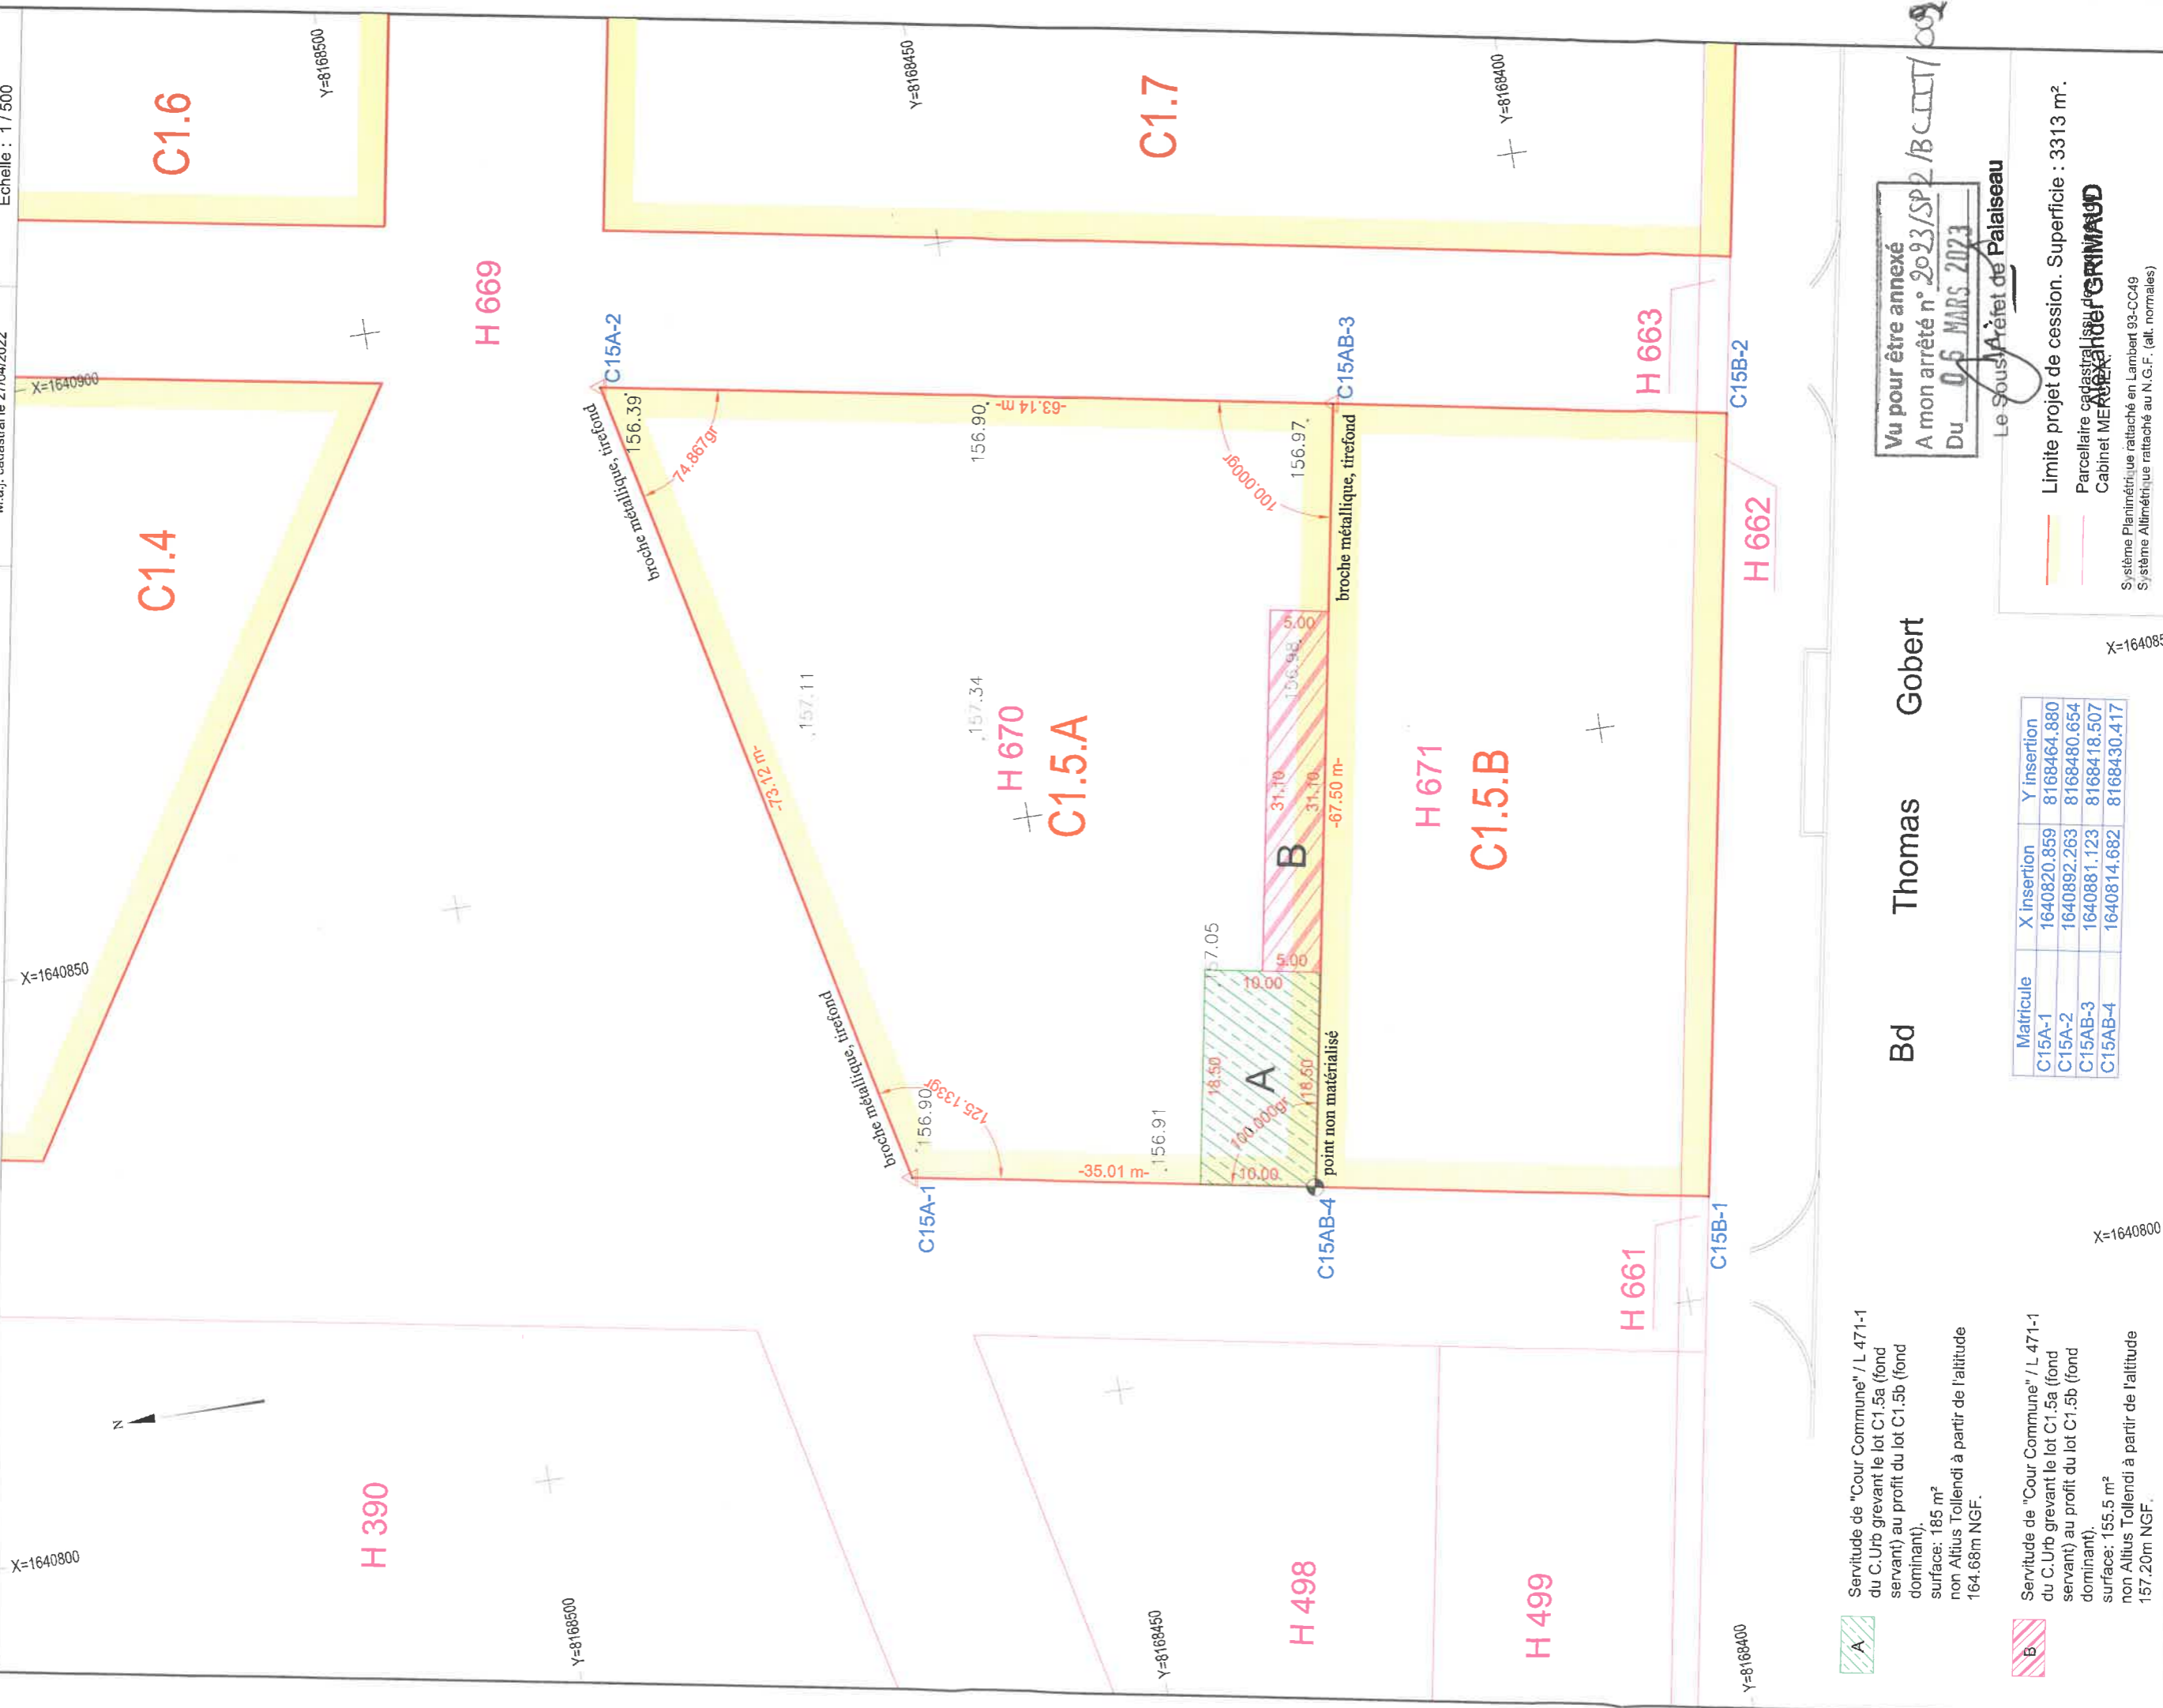 Echelle : 1 / 500
X=1640800
X=1640850
X=1640900
Y=8168500
Y=8168500
C1.4
C1.6
H 390
H 669
Y=8168450
Y=8168450
C15A-2
broche métallique, tirefond
156.39
74.867gr
-73.12 m-
157.11
-63.14 m-
156.90
C1.7
broche métallique, tirefond
C15A-1
156.90
125.133gr
-35.01 m-
156.91
157.34
H 670
C1.5.A
100.000gr
156.97
C15AB-3
broche métallique, tirefond
7.05
18.50
10.00
A
100.000gr
18.50
10.00
5.00
31.10
B
31.10
5.00
156.98
-67.50 m-
C15AB-4
point non matérialisé
H 498
H 499
H 671
C1.5.B
Y=8168400
Y=8168400
H 661
H 663
H 662
C15B-1
C15B-2
N
Bd Thomas Gobert
X=1640800
A
Servitude de "Cour Commune" / L 471-1
du C.Urb grevant le lot C1.5a (fond
servant) au profit du lot C1.5b (fond
dominant).
surface: 185 m²
non Altius Tollendi à partir de l'altitude
164.68m NGF.
B
Servitude de "Cour Commune" / L 471-1
du C.Urb grevant le lot C1.5a (fond
servant) au profit du lot C1.5b (fond
dominant).
surface: 155.5 m²
non Altius Tollendi à partir de l'altitude
157.20m NGF.
Matricule X insertion Y insertion
C15A-1 1640820.859 8168464.880
C15A-2 1640892.263 8168480.654
C15AB-3 1640881.123 8168418.507
C15AB-4 1640814.682 8168430.417
Vu pour être annexé
A mon arrêté n° 2023/SP2/BCIIT/
Du 06 MARS 2023
Le Sous-Préfet de Palaiseau
Alexander GRIMAUD
Limite projet de cession. Superficie : 3313 m².
Parcellaire cadastral issu des
Cabinet MERCIER.
Système Planimétrique rattaché en Lambert 93-CC49
Système Altimétrique rattaché au N.G.F. (alt. normales)